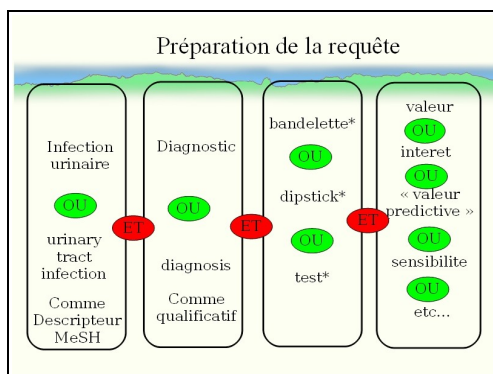 Préparation de la requête
Infection
urinaire
OU
urinary
tract
infection
Comme
Descripteur
MeSH
ET
Diagnostic
OU
diagnosis
Comme
qualificatif
ET
bandelette*
OU
dipstick*
OU
test*
ET
valeur
OU
interet
OU
« valeur
predictive »
OU
sensibilite
OU
etc...